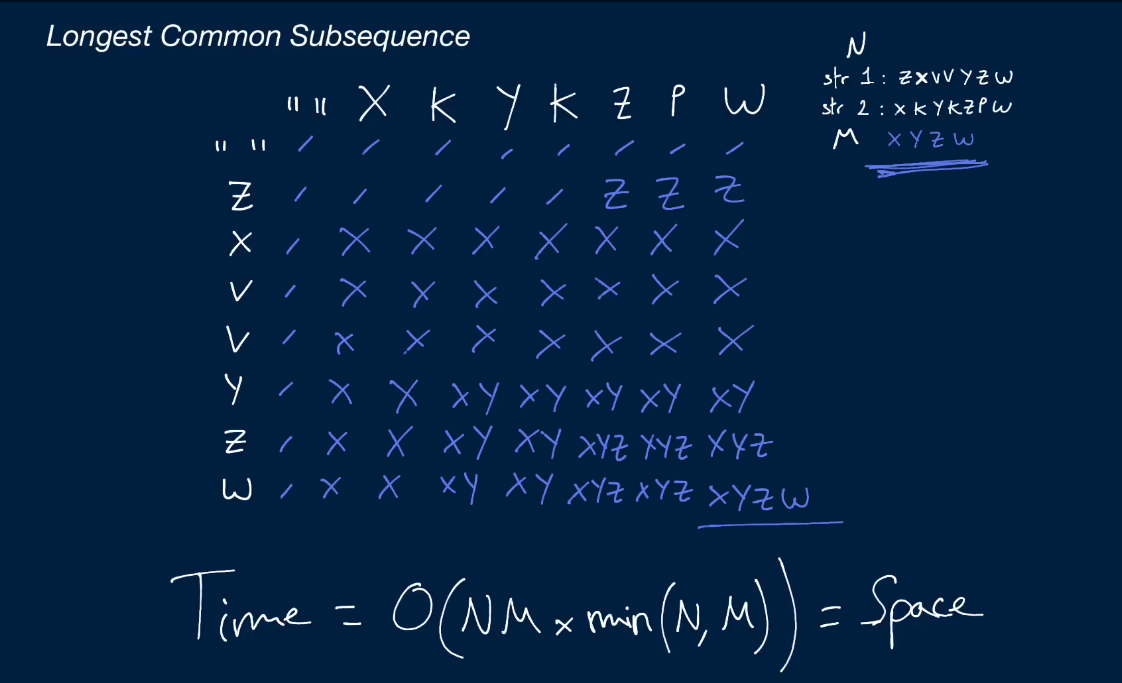 Longest Common Subsequence
N
str 1 : ZXVVYZW
str 2 : XKYKZPW
M XYZW
" " X K Y K Z P W
" " / / / / / / / /
Z / / / / / Z Z Z
X / X X X X X X X
V / X X X X X X X
V / X X X X X X X
Y / X X XY XY XY XY XY
Z / X X XY XY XYZ XYZ XYZ
W / X X XY XY XYZ XYZ XYZW
Time = O(NM x min(N, M)) = Space